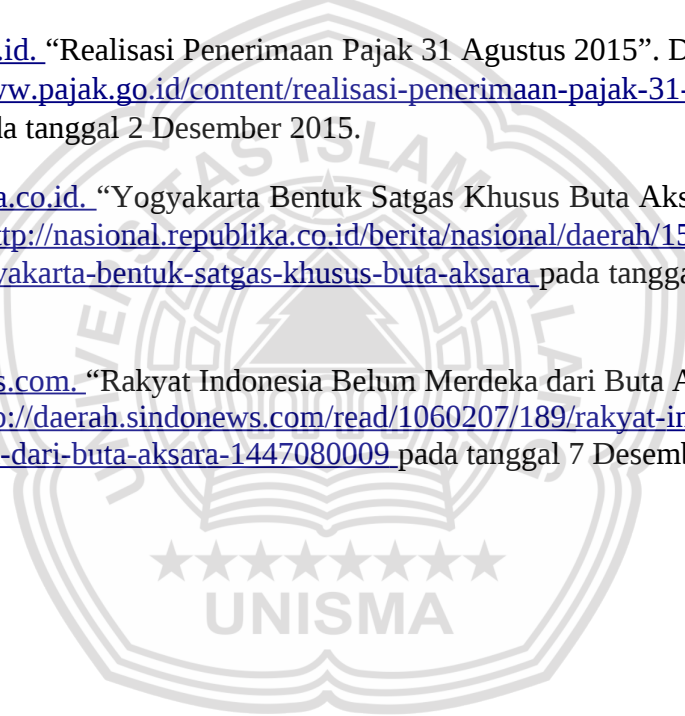 .id. “Realisasi Penerimaan Pajak 31 Agustus 2015”. D
w.pajak.go.id/content/realisasi-penerimaan-pajak-31-
da tanggal 2 Desember 2015.
a.co.id. “Yogyakarta Bentuk Satgas Khusus Buta Aks
ttp://nasional.republika.co.id/berita/nasional/daerah/15
yakarta-bentuk-satgas-khusus-buta-aksara pada tangga
s.com. “Rakyat Indonesia Belum Merdeka dari Buta A
p://daerah.sindonews.com/read/1060207/189/rakyat-in
-dari-buta-aksara-1447080009 pada tanggal 7 Desemb
UNIVERSITAS ISLAM MALANG
UNISMA